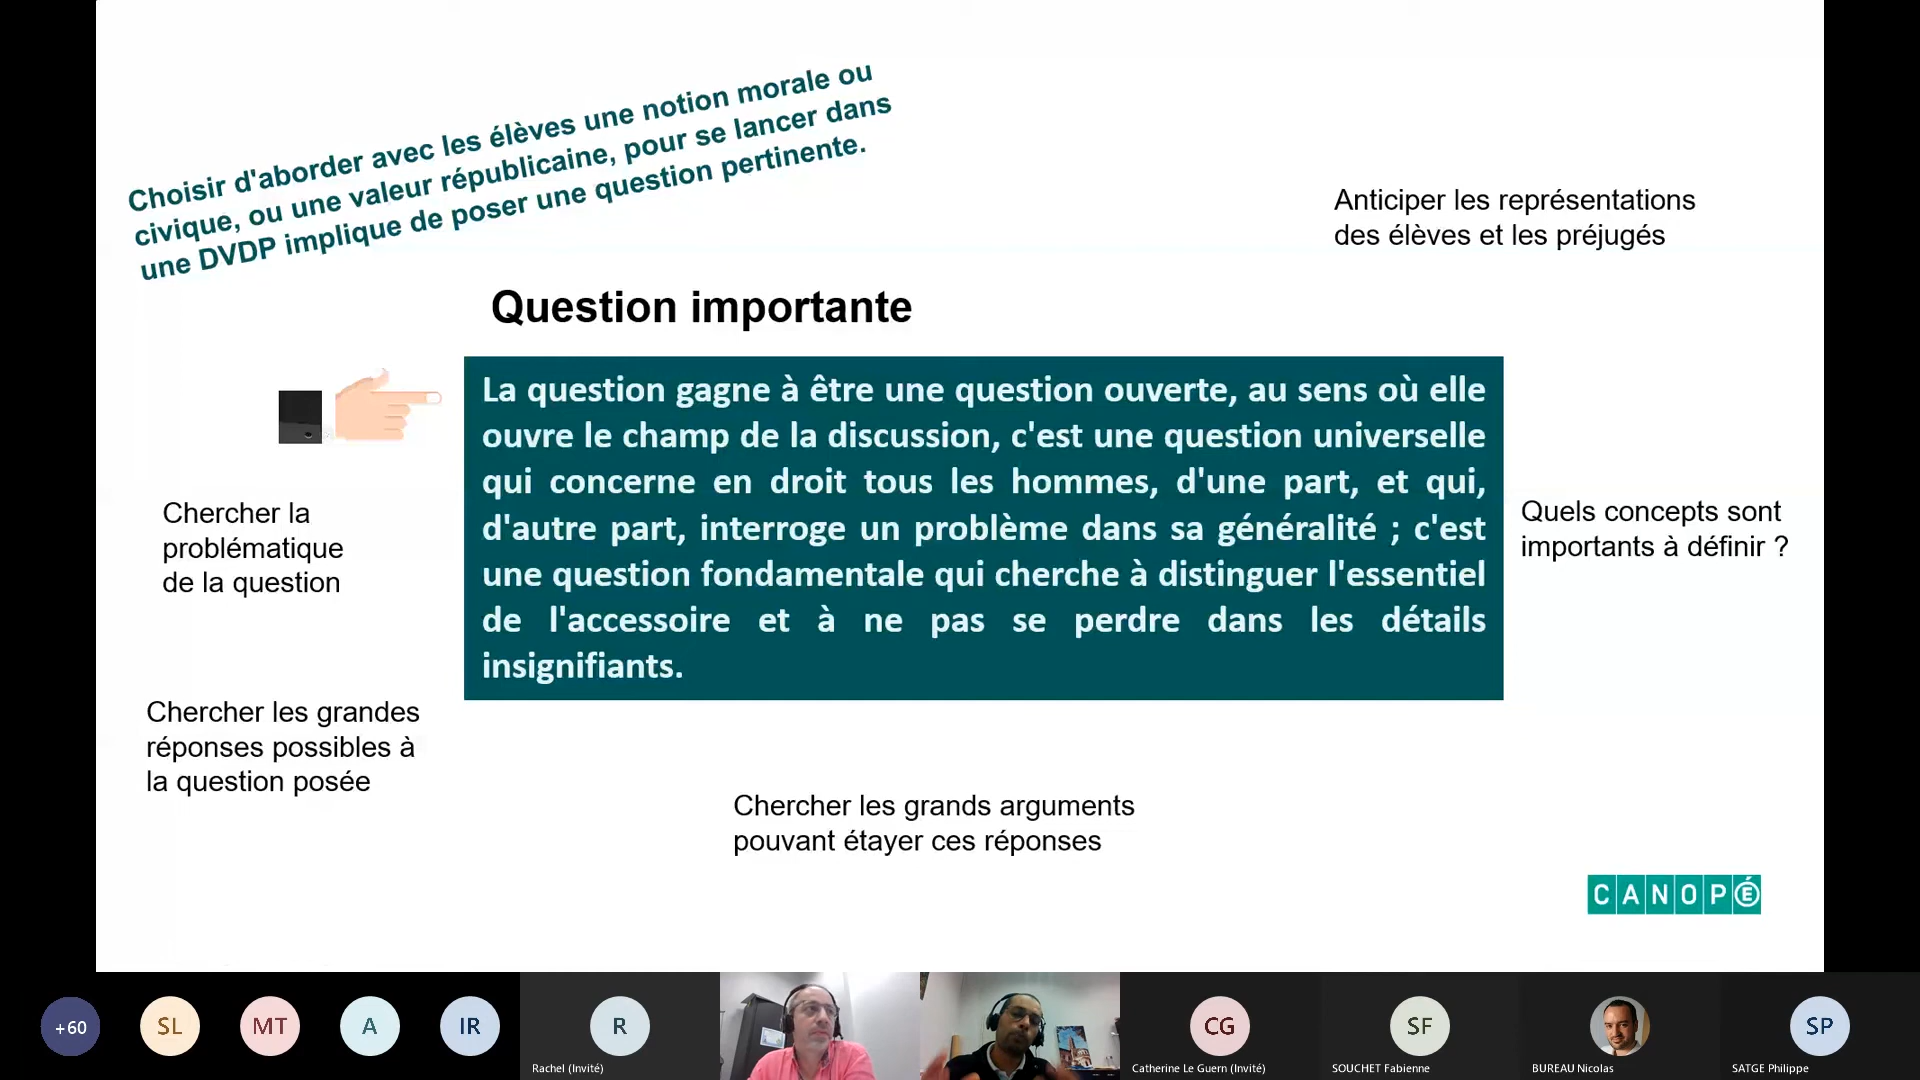 Choisir d'aborder avec les élèves une notion morale ou
civique, ou une valeur républicaine, pour se lancer dans
une DVDP implique de poser une question pertinente.
Anticiper les représentations
des élèves et les préjugés
Question importante
La question gagne à être une question ouverte, au sens où elle
ouvre le champ de la discussion, c'est une question universelle
qui concerne en droit tous les hommes, d'une part, et qui,
d'autre part, interroge un problème dans sa généralité ; c'est
une question fondamentale qui cherche à distinguer l'essentiel
de l'accessoire et à ne pas se perdre dans les détails
insignifiants.
Chercher la
problématique
de la question
Quels concepts sont
importants à définir ?
Chercher les grandes
réponses possibles à
la question posée
Chercher les grands arguments
pouvant étayer ces réponses
CANOPÉ
+60
SL
MT
A
IR
R
CG
SF
SP
Rachel (Invité)
Catherine Le Guern (Invité)
SOUCHET Fabienne
BUREAU Nicolas
SATGE Philippe